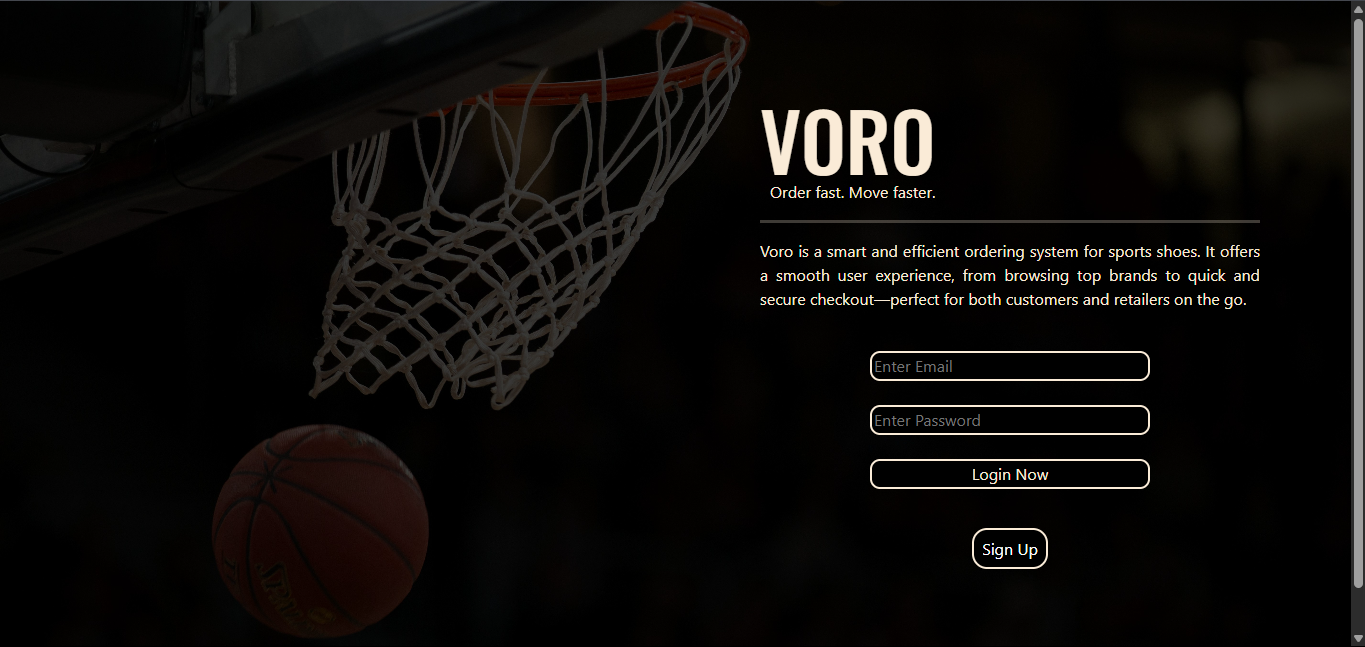 VORO
Order fast. Move faster.
Voro is a smart and efficient ordering system for sports shoes. It offers
a smooth user experience, from browsing top brands to quick and
secure checkout—perfect for both customers and retailers on the go.
Enter Email
Enter Password
Login Now
Sign Up